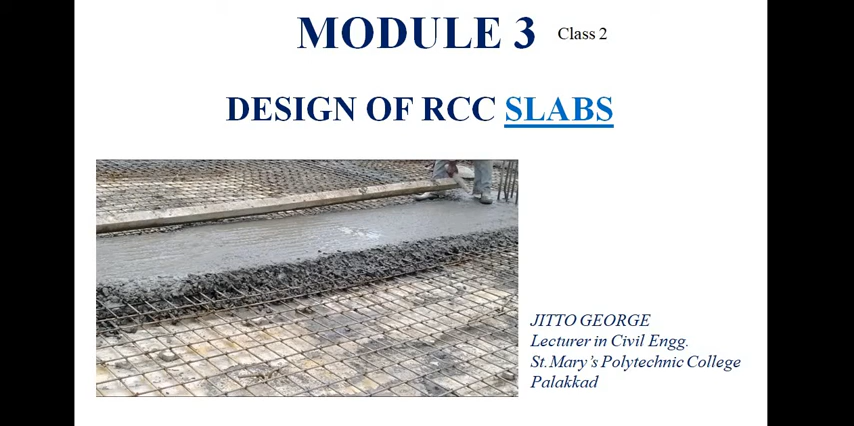 MODULE 3 Class 2
DESIGN OF RCC SLABS
JITTO GEORGE
Lecturer in Civil Engg.
St.Mary's Polytechnic College
Palakkad